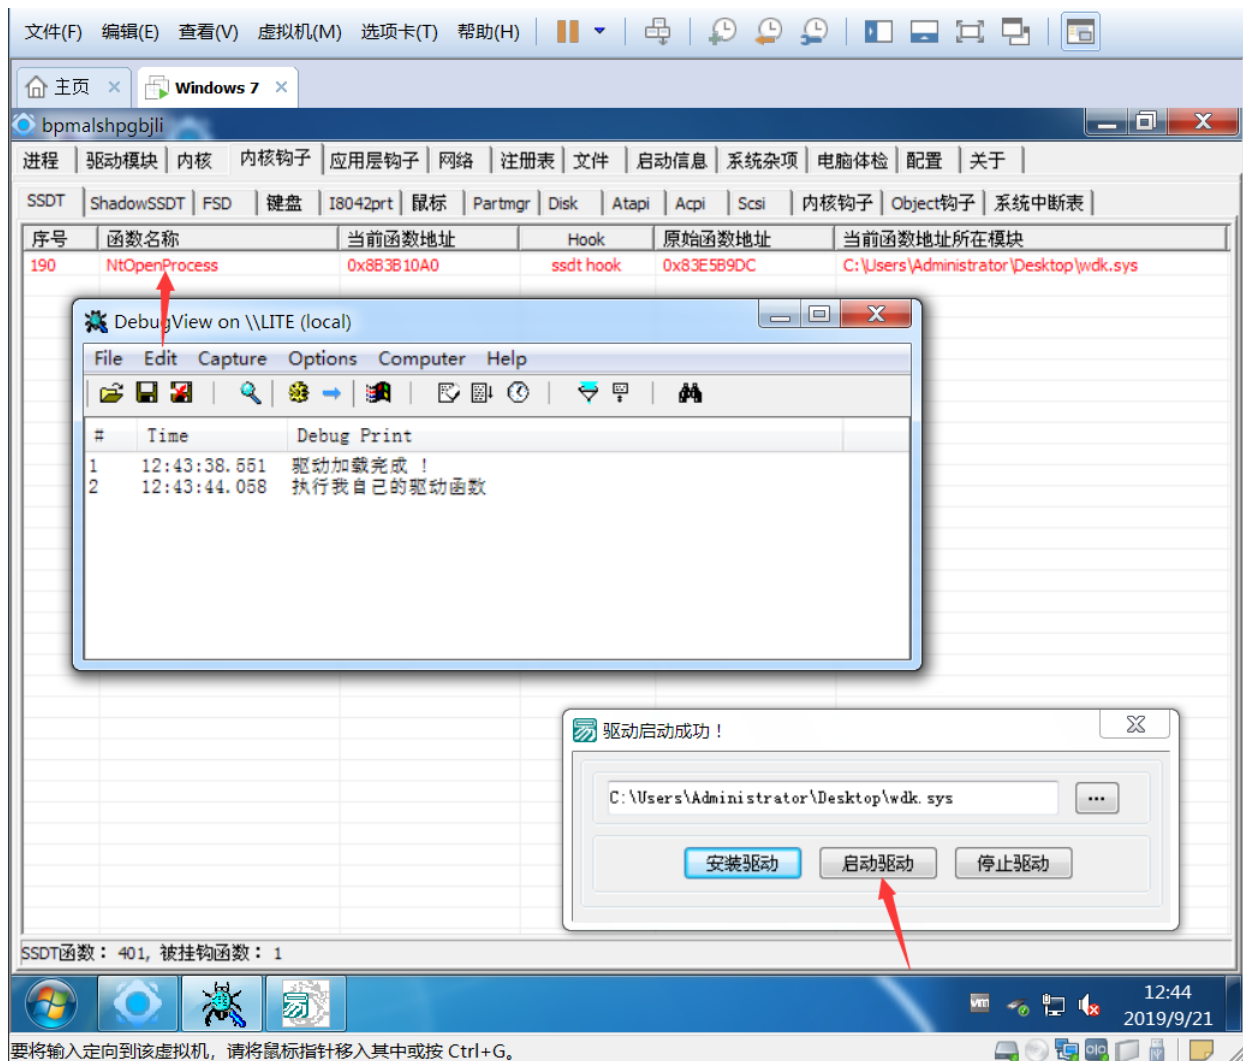 文件(F) 编辑(E) 查看(V) 虚拟机(M) 选项卡(T) 帮助(H)
主页 Windows 7
bpmalshpgbjli
进程 驱动模块 内核 内核钩子 应用层钩子 网络 注册表 文件 启动信息 系统杂项 电脑体检 配置 关于
SSDT ShadowSSDT FSD 键盘 I8042prt 鼠标 Partmgr Disk Atapi Acpi Scsi 内核钩子 Object钩子 系统中断表
序号 函数名称 当前函数地址 Hook 原始函数地址 当前函数地址所在模块
190 NtOpenProcess 0x8B3B10A0 ssdt hook 0x83E5B9DC C:\Users\Administrator\Desktop\wdk.sys
DebugView on \\LITE (local)
File Edit Capture Options Computer Help
# Time Debug Print
1 12:43:38.551 驱动加载完成 !
2 12:43:44.058 执行我自己的驱动函数
驱动启动成功！
C:\Users\Administrator\Desktop\wdk.sys ...
安装驱动 启动驱动 停止驱动
SSDT函数： 401, 被挂钩函数： 1
易
12:44
2019/9/21
要将输入定向到该虚拟机，请将鼠标指针移入其中或按 Ctrl+G。